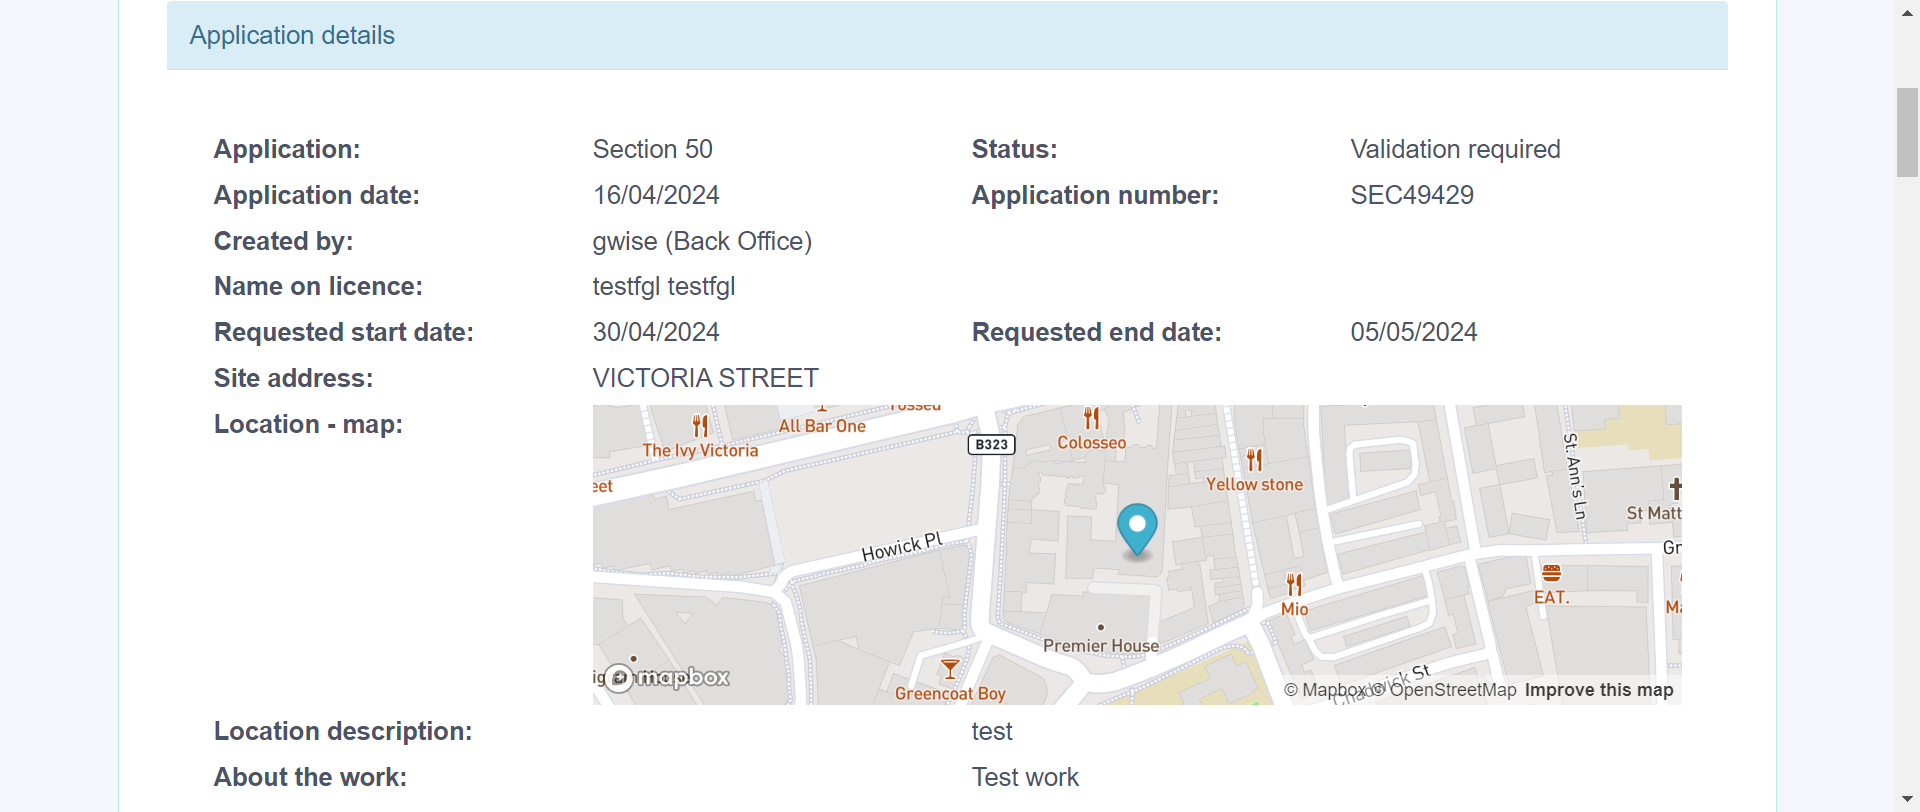 Application details
Application: Section 50 Status: Validation required
Application date: 16/04/2024 Application number: SEC49429
Created by: gwise (Back Office)
Name on licence: testfgl testfgl
Requested start date: 30/04/2024 Requested end date: 05/05/2024
Site address: VICTORIA STREET
Location - map:
Tossed
All Bar One
The Ivy Victoria
B323
Colosseo
eet
Yellow stone
St. Ann's Ln
St Matt
Howick Pl
Gr
EAT.
Mio
Ma
Premier House
mapbox
Greencoat Boy
Chadwick St
© Mapbox © OpenStreetMap Improve this map
Location description: test
About the work: Test work